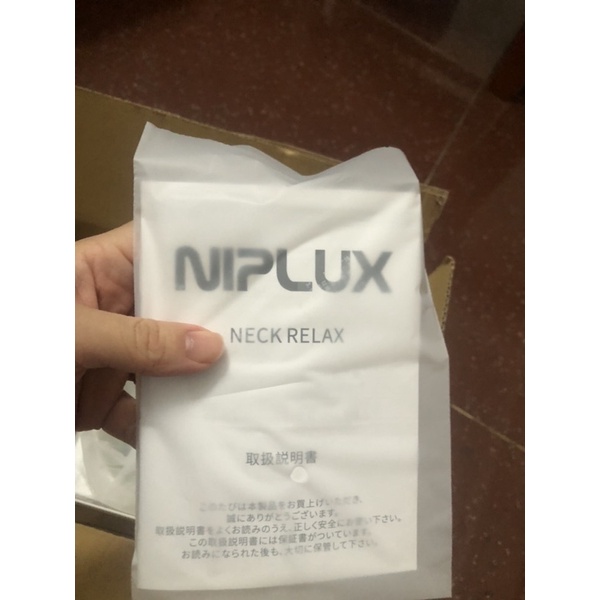 NIPLUX
NECK RELAX
取扱説明書
このたびは本製品をお買上げいただき、
誠にありがとうございます。
取扱説明書をよくお読みのうえ、正しく安全にお使い下さい。
この取扱説明書には保証書がついています。
お読みになられた後も、大切に保管して下さい。